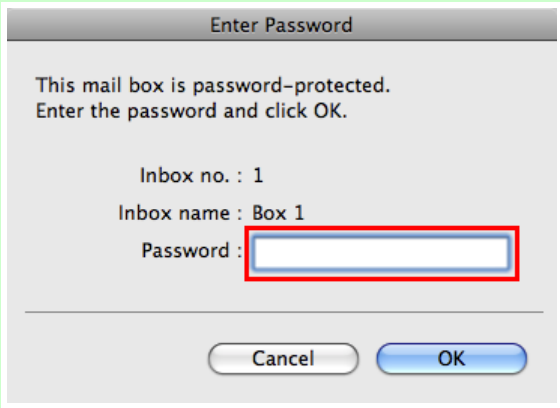 Enter Password
This mail box is password-protected.
Enter the password and click OK.
Inbox no. : 1
Inbox name : Box 1
Password :
Cancel OK